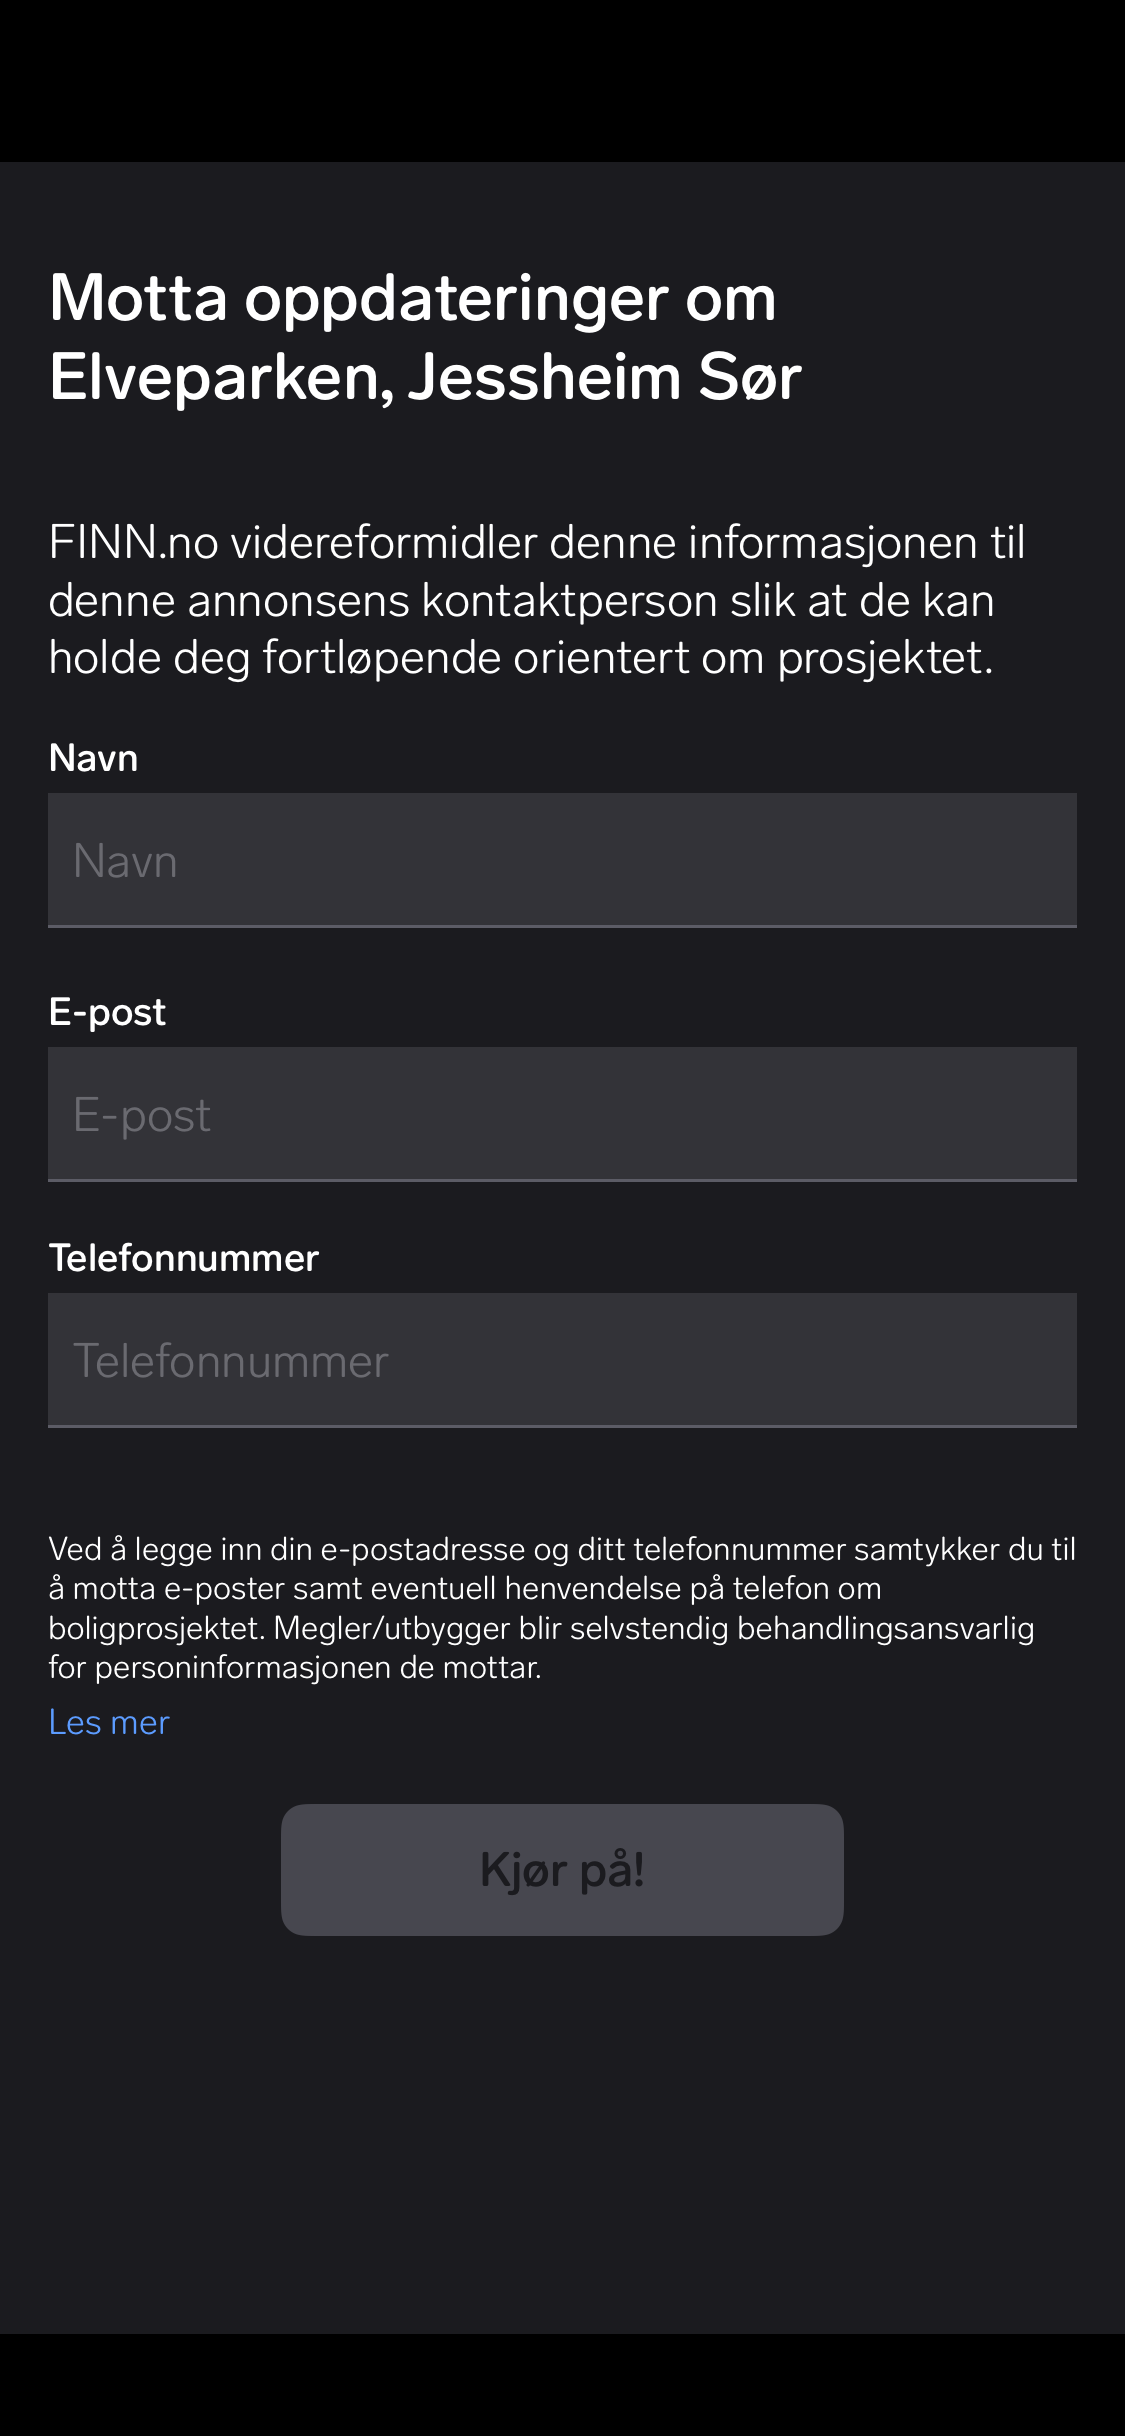 Motta oppdateringer om
Elveparken, Jessheim Sør
FINN.no videreformidler denne informasjonen til
denne annonsens kontaktperson slik at de kan
holde deg fortløpende orientert om prosjektet.
Navn
Navn
E-post
E-post
Telefonnummer
Telefonnummer
Ved å legge inn din e-postadresse og ditt telefonnummer samtykker du til
å motta e-poster samt eventuell henvendelse på telefon om
boligprosjektet. Megler/utbygger blir selvstendig behandlingsansvarlig
for personinformasjonen de mottar.
Les mer
Kjør på!